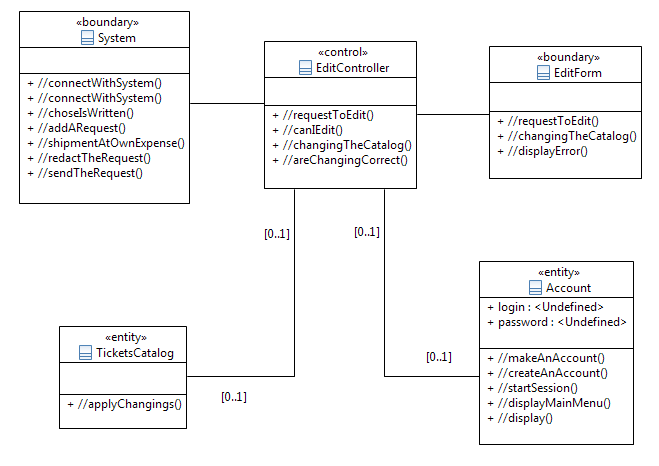 «boundary»
System
+ //connectWithSystem()
+ //connectWithSystem()
+ //choseIsWritten()
+ //addARequest()
+ //shipmentAtOwnExpense()
+ //redactTheRequest()
+ //sendTheRequest()
«control»
EditController
+ //requestToEdit()
+ //canIEdit()
+ //changingTheCatalog()
+ //areChangingCorrect()
«boundary»
EditForm
+ //requestToEdit()
+ //changingTheCatalog()
+ //displayError()
[0..1]
[0..1]
«entity»
TicketsCatalog
+ //applyChangings()
[0..1]
[0..1]
«entity»
Account
+ login : <Undefined>
+ password : <Undefined>
+ //makeAnAccount()
+ //createAnAccount()
+ //startSession()
+ //displayMainMenu()
+ //display()